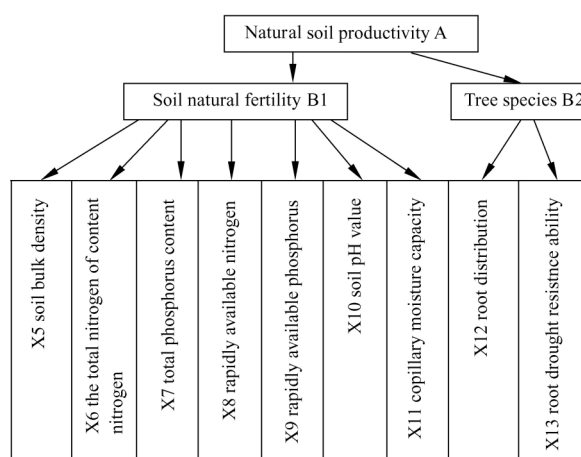 Natural soil productivity A
Soil natural fertility B1
Tree species B2
X5 soil bulk density
X6 the total nitrogen of content
nitrogen
X7 total phosphorus content
X8 rapidly available nitrogen
X9 rapidly available phosphorus
X10 soil pH value
X11 copillary moisture capacity
X12 root distribution
X13 root drought resistnce ability